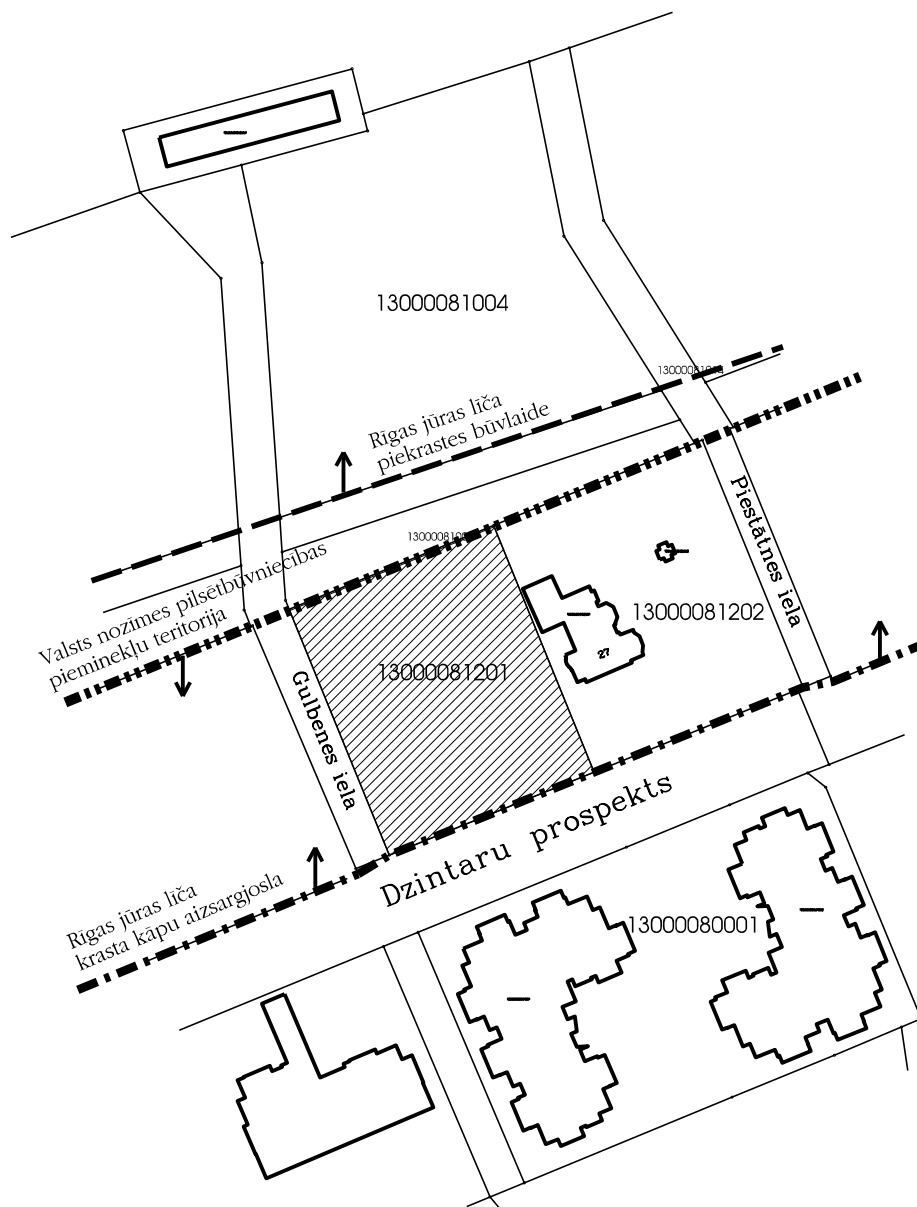 13000081004
Rīgas jūras līča
piekrastes būvlaide
Piestātnes iela
Valsts nozīmes pilsētbūvniecības
pieminekļu teritorija
13000081202
27
13000081201
Gulbenes iela
Dzintaru prospekts
Rīgas jūras līča
krasta kāpu aizsargjosla
13000080001